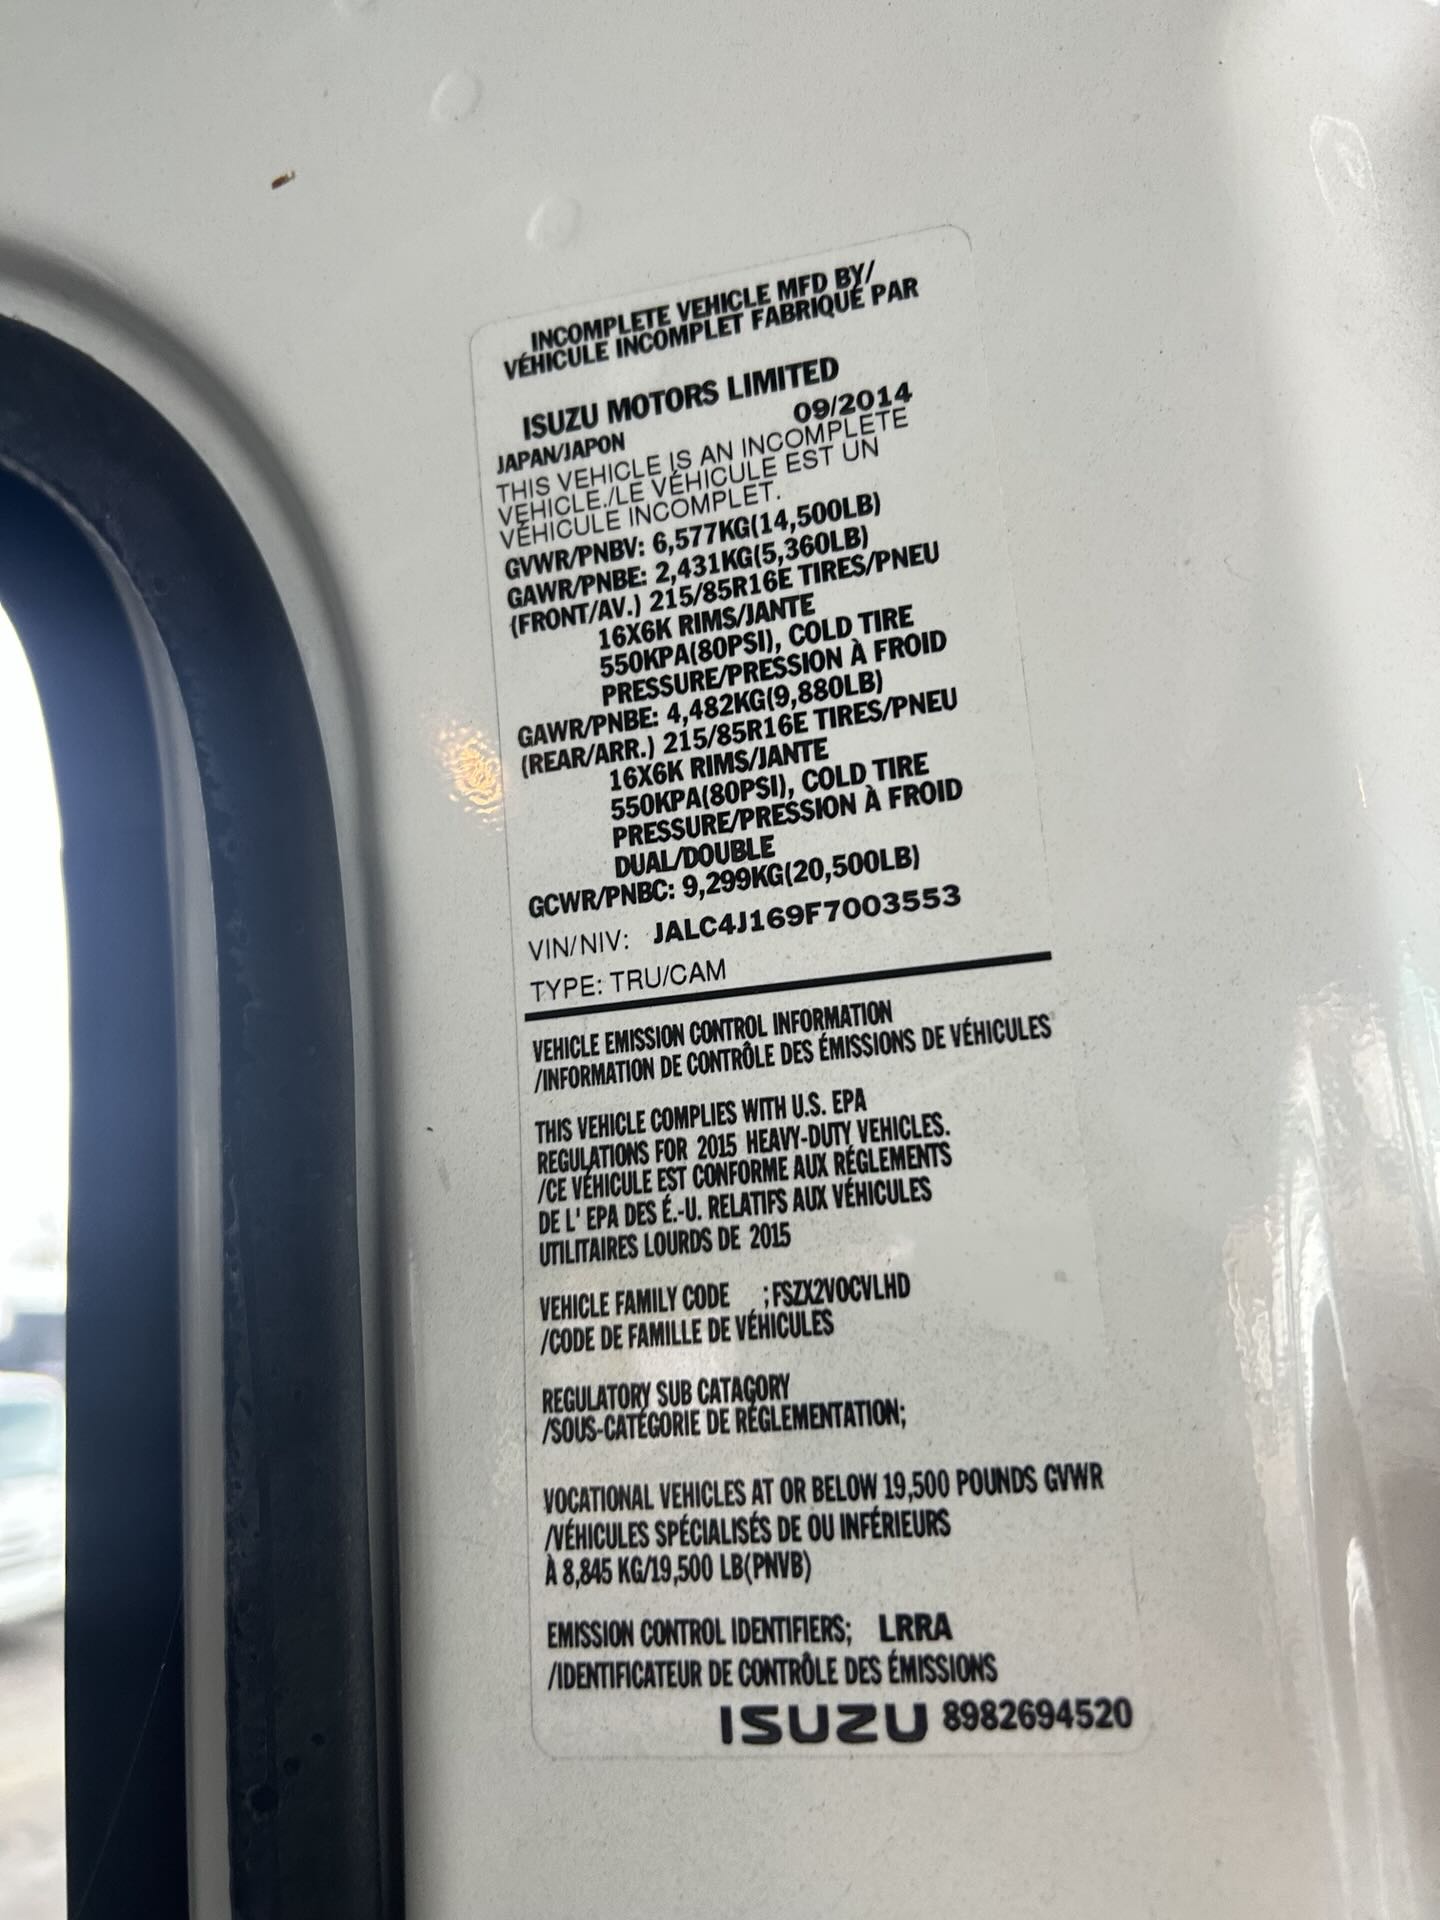 INCOMPLETE VEHICLE MFD BY/
VÉHICULE INCOMPLET FABRIQUÉ PAR
ISUZU MOTORS LIMITED
JAPAN/JAPON 09/2014
THIS VEHICLE IS AN INCOMPLETE
VEHICLE./LE VÉHICULE EST UN
VÉHICULE INCOMPLET.
GVWR/PNBV: 6,577KG(14,500LB)
GAWR/PNBE: 2,431KG(5,360LB)
(FRONT/AV.) 215/85R16E TIRES/PNEU
16X6K RIMS/JANTE
550KPA(80PSI), COLD TIRE
PRESSURE/PRESSION À FROID
GAWR/PNBE: 4,482KG(9,880LB)
(REAR/ARR.) 215/85R16E TIRES/PNEU
16X6K RIMS/JANTE
550KPA(80PSI), COLD TIRE
PRESSURE/PRESSION À FROID
DUAL/DOUBLE
GCWR/PNBC: 9,299KG(20,500LB)
VIN/NIV: JALC4J169F7003553
TYPE: TRU/CAM
VEHICLE EMISSION CONTROL INFORMATION
/INFORMATION DE CONTRÔLE DES ÉMISSIONS DE VÉHICULES
THIS VEHICLE COMPLIES WITH U.S. EPA
REGULATIONS FOR 2015 HEAVY-DUTY VEHICLES.
/CE VÉHICULE EST CONFORME AUX RÉGLEMENTS
DE L' EPA DES É.-U. RELATIFS AUX VÉHICULES
UTILITAIRES LOURDS DE 2015
VEHICLE FAMILY CODE ;FSZX2VOCVLHD
/CODE DE FAMILLE DE VÉHICULES
REGULATORY SUB CATAGORY
/SOUS-CATÉGORIE DE RÉGLEMENTATION;
VOCATIONAL VEHICLES AT OR BELOW 19,500 POUNDS GVWR
/VÉHICULES SPÉCIALISÉS DE OU INFÉRIEURS
À 8,845 KG/19,500 LB(PNVB)
EMISSION CONTROL IDENTIFIERS; LRRA
/IDENTIFICATEUR DE CONTRÔLE DES ÉMISSIONS
ISUZU 8982694520